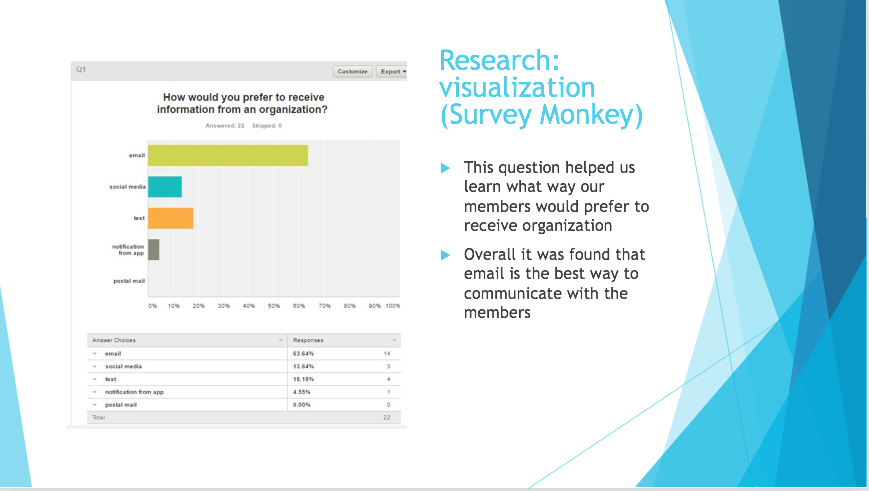 Q1
Customize
Export
How would you prefer to receive
information from an organization?
Answered: 22 Skipped: 0
email
social media
text
notification
from app
postal mail
0% 10% 20% 30% 40% 50% 60% 70% 80% 90% 100%
Answer Choices Responses
email 63.64% 14
social media 13.64% 3
text 18.18% 4
notification from app 4.55% 1
postal mail 0.00% 0
Total 22
Research:
visualization
(Survey Monkey)
This question helped us
learn what way our
members would prefer to
receive organization
Overall it was found that
email is the best way to
communicate with the
members